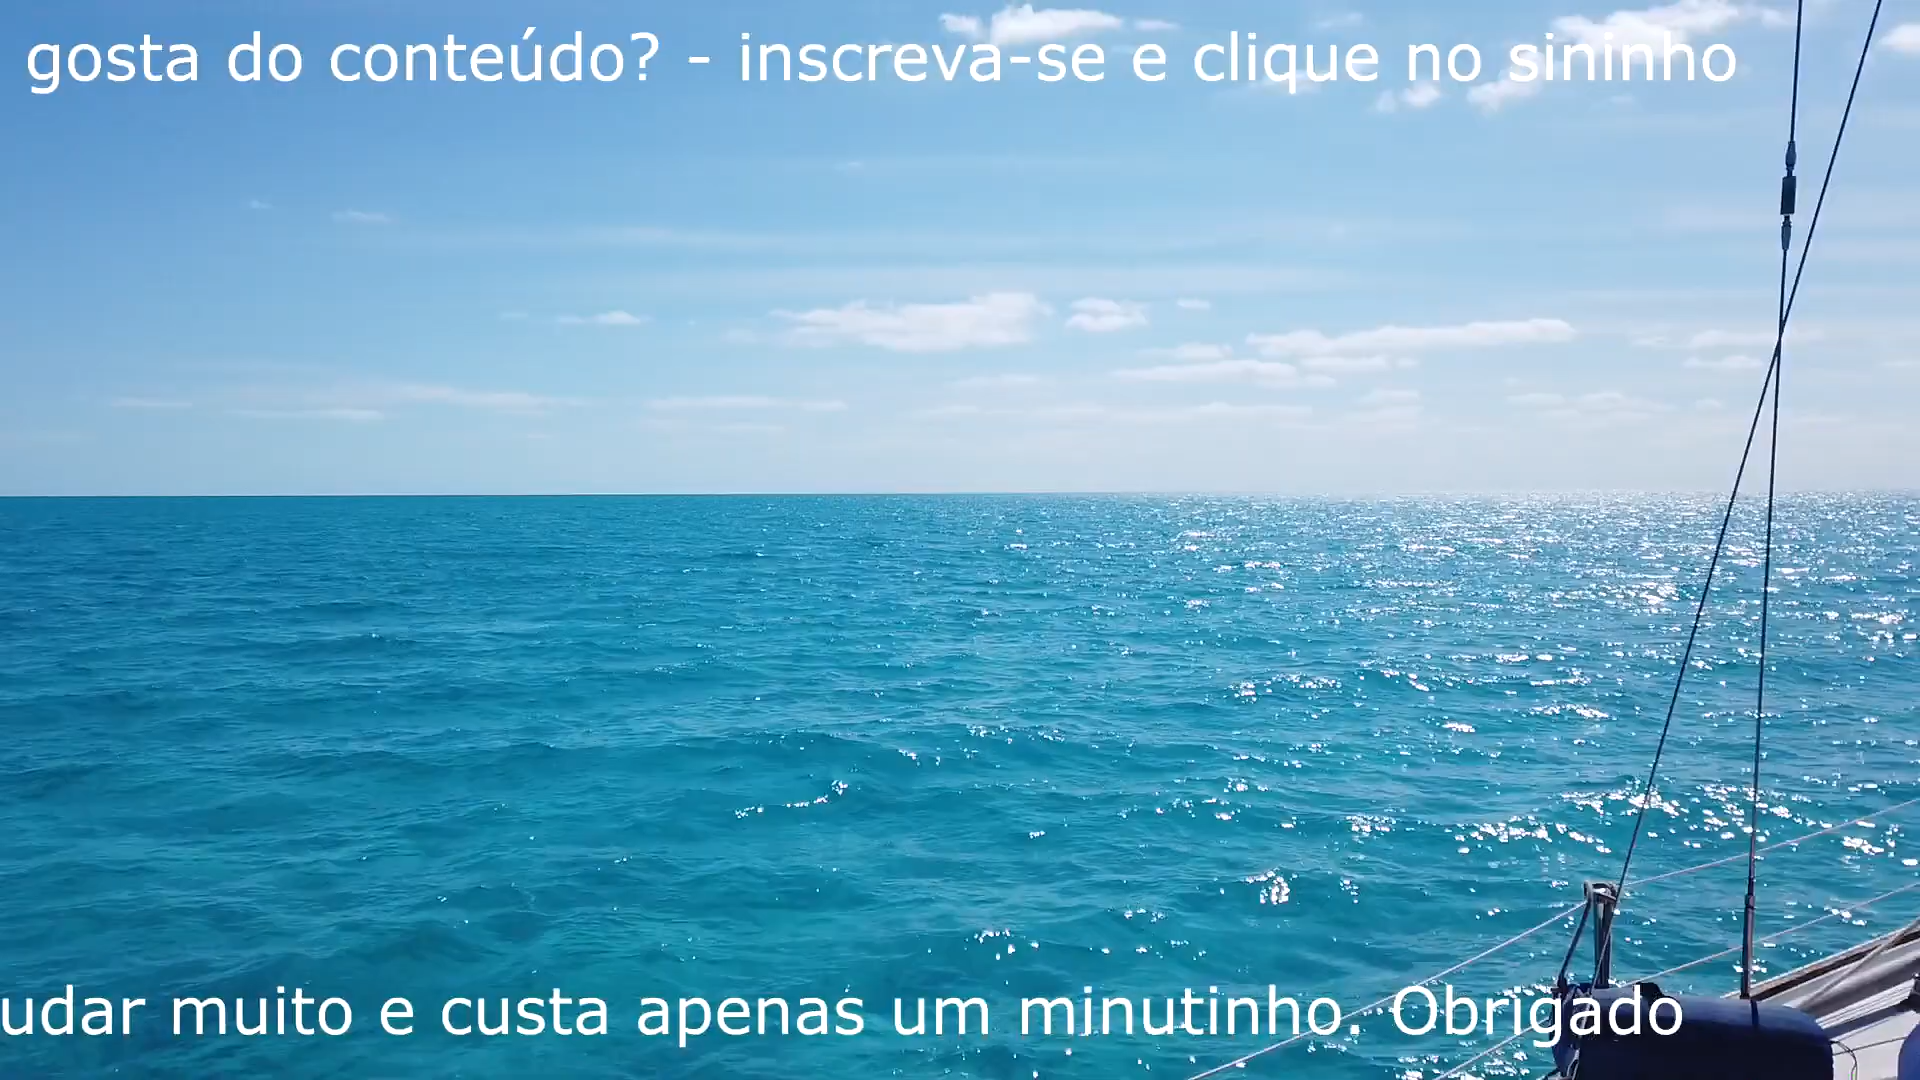 gosta do conteúdo? - inscreva-se e clique no sininho
udar muito e custa apenas um minutinho. Obrigado